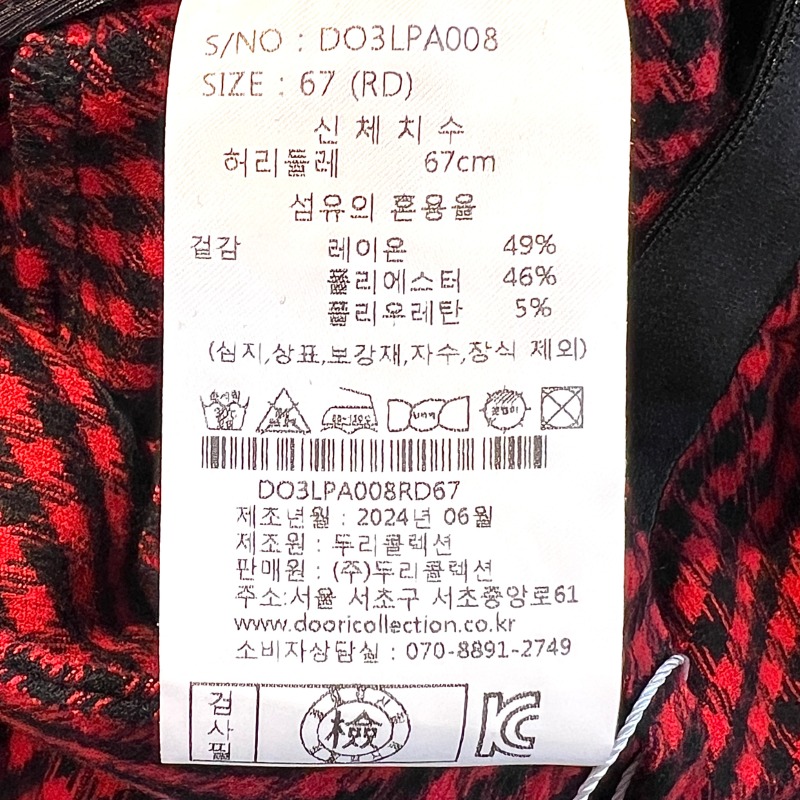 S/NO : DO3LPA008
SIZE : 67 (RD)
신 체 치 수
허리둘레 67cm
섬유의 혼용율
겉감 레이온 49%
폴리에스터 46%
폴리우레탄 5%
(심지,상표,보강재,자수,장식 제외)
DO3LPA008RD67
제조년월 : 2024년 06월
제조원 : 두리콜렉션
판매원 : (주)두리콜렉션
주소:서울 서초구 서초중앙로61
www.dooricollection.co.kr
소비자상담실 : 070-8891-2749
검사필
檢